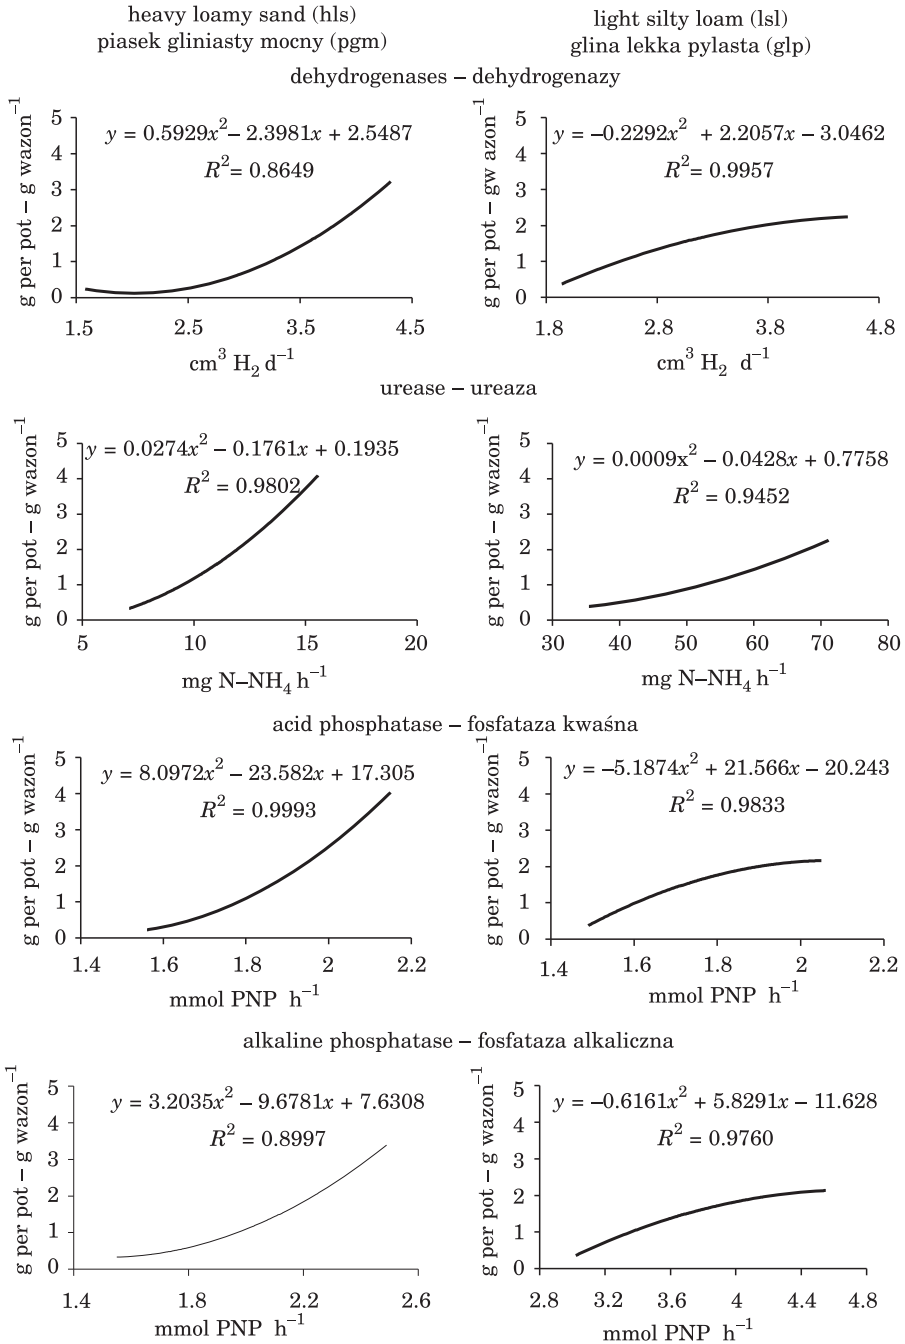 heavy loamy sand (hls)
piasek gliniasty mocny (pgm)
light silty loam (lsl)
glina lekka pylasta (glp)
dehydrogenases – dehydrogenazy
g per pot – g wazon⁻¹
5
4
3
2
1
0
y = 0.5929x² – 2.3981x + 2.5487
R² = 0.8649
1.5 2.5 3.5 4.5
cm³ H₂ d⁻¹
g per pot – gw azon⁻¹
5
4
3
2
1
0
y = –0.2292x² + 2.2057x – 3.0462
R² = 0.9957
1.8 2.8 3.8 4.8
cm³ H₂ d⁻¹
urease – ureaza
g per pot – g wazon⁻¹
5
4
3
2
1
0
y = 0.0274x² – 0.1761x + 0.1935
R² = 0.9802
5 10 15 20
mg N–NH₄ h⁻¹
g per pot – g wazon⁻¹
5
4
3
2
1
0
y = 0.0009x² – 0.0428x + 0.7758
R² = 0.9452
30 40 50 60 70 80
mg N–NH₄ h⁻¹
acid phosphatase – fosfataza kwaśna
g per pot – g wazon⁻¹
5
4
3
2
1
0
y = 8.0972x² – 23.582x + 17.305
R² = 0.9993
1.4 1.6 1.8 2 2.2
mmol PNP h⁻¹
g per pot – g wazon⁻¹
5
4
3
2
1
0
y = –5.1874x² + 21.566x – 20.243
R² = 0.9833
1.4 1.6 1.8 2 2.2
mmol PNP h⁻¹
alkaline phosphatase – fosfataza alkaliczna
g per pot – g wazon⁻¹
5
4
3
2
1
0
y = 3.2035x² – 9.6781x + 7.6308
R² = 0.8997
1.4 1.8 2.2 2.6
mmol PNP h⁻¹
g per pot – g wazon⁻¹
5
4
3
2
1
0
y = –0.6161x² + 5.8291x – 11.628
R² = 0.9760
2.8 3.2 3.6 4 4.4 4.8
mmol PNP h⁻¹